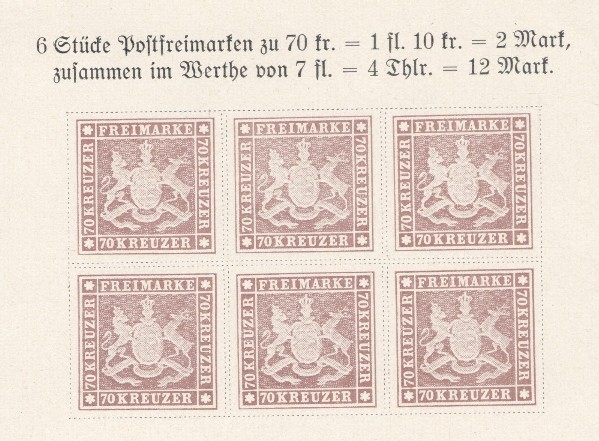 6 Stücke Postfreimarken zu 70 kr. = 1 fl. 10 kr. = 2 Mark,
zusammen im Werthe von 7 fl. = 4 Thlr. = 12 Mark.
FREIMARKE
70 KREUZER
70 KREUZER
70 KREUZER
FREIMARKE
70 KREUZER
70 KREUZER
70 KREUZER
FREIMARKE
70 KREUZER
70 KREUZER
70 KREUZER
FREIMARKE
70 KREUZER
70 KREUZER
70 KREUZER
FREIMARKE
70 KREUZER
70 KREUZER
70 KREUZER
FREIMARKE
70 KREUZER
70 KREUZER
70 KREUZER